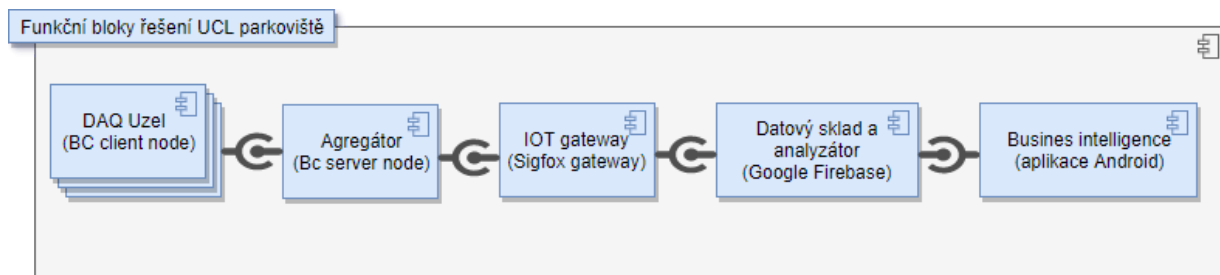 Funkční bloky řešení UCL parkoviště
DAQ Uzel
(BC client node)
Agregátor
(Bc server node)
IOT gateway
(Sigfox gateway)
Datový sklad a
analyzátor
(Google Firebase)
Busines intelligence
(aplikace Android)